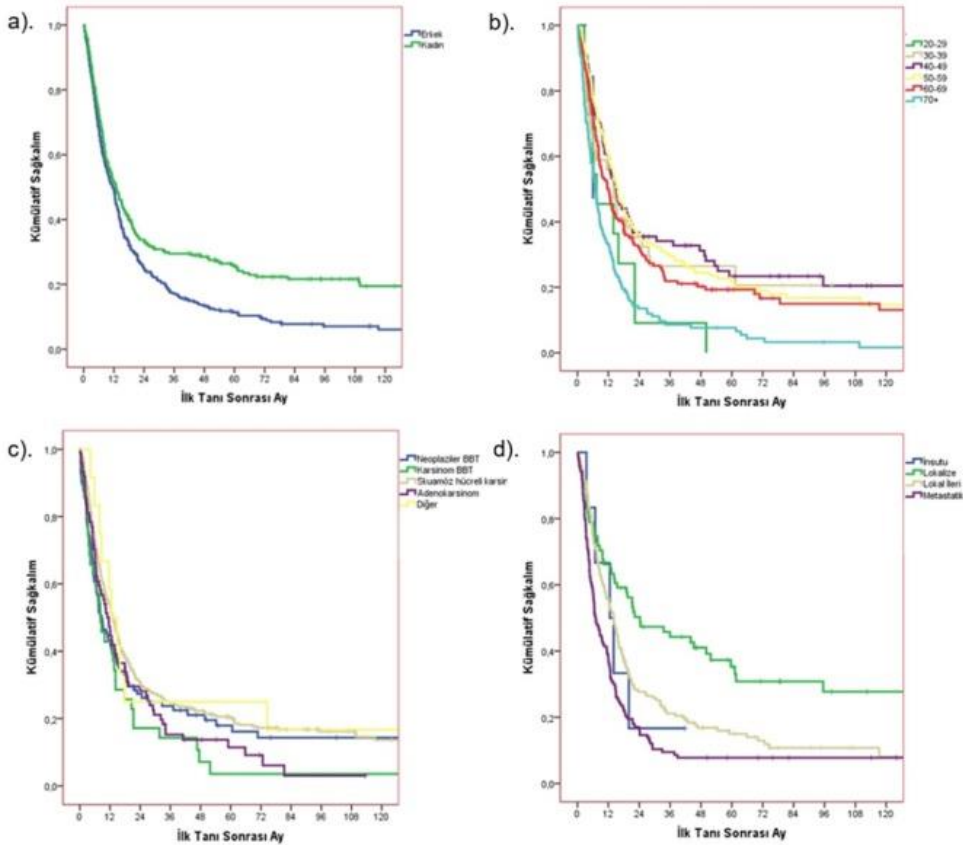 a).
Erkek
Kadın
Kümülatif Sağkalım
1,0
0,8
0,6
0,4
0,2
0,0
0 12 24 36 48 60 72 84 96 108 120
İlk Tanı Sonrası Ay
b).
20-29
30-39
40-49
50-59
60-69
70+
Kümülatif Sağkalım
1,0
0,8
0,6
0,4
0,2
0,0
0 12 24 36 48 60 72 84 96 108 120
İlk Tanı Sonrası Ay
c).
Neoplaziler BBT
Karsinom BBT
Skuamöz hücreli karsin
Adenokarsinom
Diğer
Kümülatif Sağkalım
1,0
0,8
0,6
0,4
0,2
0,0
0 12 24 36 48 60 72 84 96 108 120
İlk Tanı Sonrası Ay
d).
İnsutu
Lokalize
Lokal İleri
Metastatik
Kümülatif Sağkalım
1,0
0,8
0,6
0,4
0,2
0,0
0 12 24 36 48 60 72 84 96 108 120
İlk Tanı Sonrası Ay